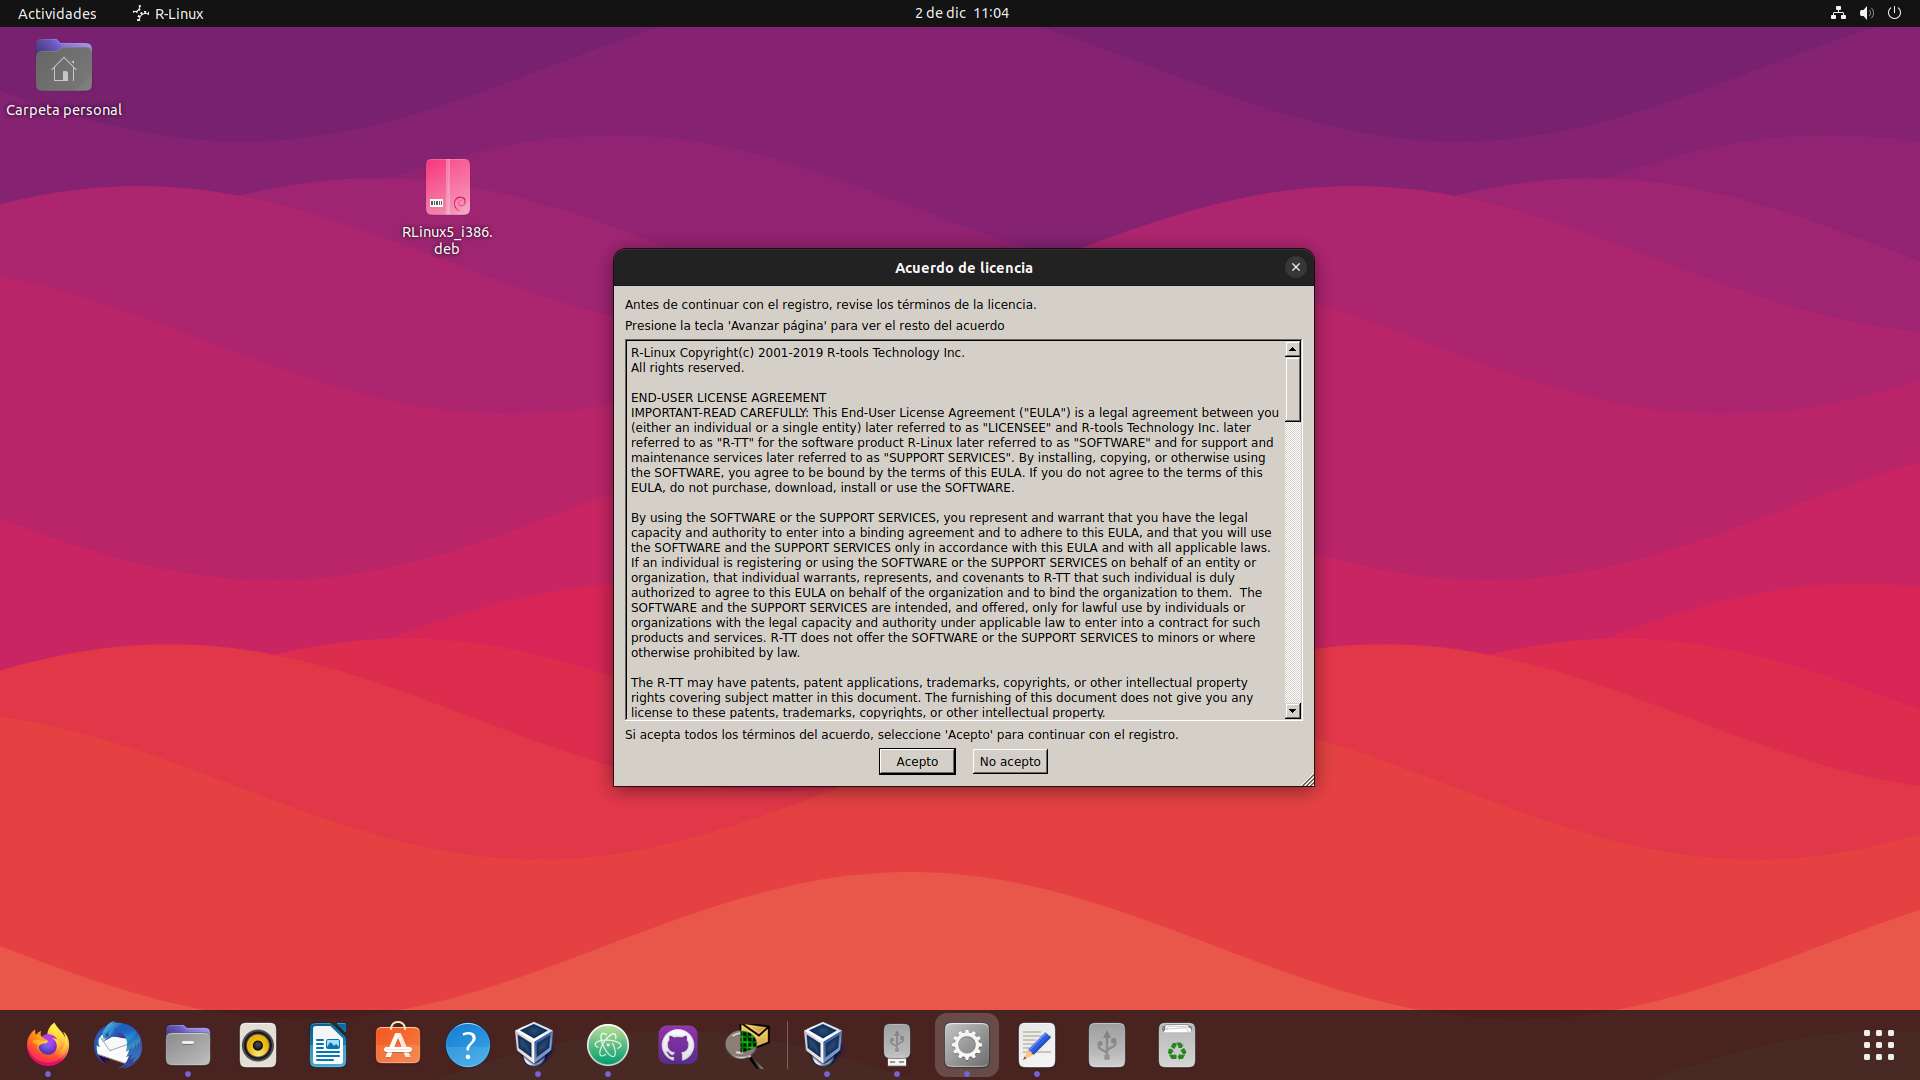 Actividades
R-Linux
2 de dic 11:04
Carpeta personal
RLinux5_i386.
deb
Acuerdo de licencia
Antes de continuar con el registro, revise los términos de la licencia.
Presione la tecla 'Avanzar página' para ver el resto del acuerdo
R-Linux Copyright(c) 2001-2019 R-tools Technology Inc.
All rights reserved.
END-USER LICENSE AGREEMENT
IMPORTANT-READ CAREFULLY: This End-User License Agreement ("EULA") is a legal agreement between you
(either an individual or a single entity) later referred to as "LICENSEE" and R-tools Technology Inc. later
referred to as "R-TT" for the software product R-Linux later referred to as "SOFTWARE" and for support and
maintenance services later referred to as "SUPPORT SERVICES". By installing, copying, or otherwise using
the SOFTWARE, you agree to be bound by the terms of this EULA. If you do not agree to the terms of this
EULA, do not purchase, download, install or use the SOFTWARE.
By using the SOFTWARE or the SUPPORT SERVICES, you represent and warrant that you have the legal
capacity and authority to enter into a binding agreement and to adhere to this EULA, and that you will use
the SOFTWARE and the SUPPORT SERVICES only in accordance with this EULA and with all applicable laws.
If an individual is registering or using the SOFTWARE or the SUPPORT SERVICES on behalf of an entity or
organization, that individual warrants, represents, and covenants to R-TT that such individual is duly
authorized to agree to this EULA on behalf of the organization and to bind the organization to them.  The
SOFTWARE and the SUPPORT SERVICES are intended, and offered, only for lawful use by individuals or
organizations with the legal capacity and authority under applicable law to enter into a contract for such
products and services. R-TT does not offer the SOFTWARE or the SUPPORT SERVICES to minors or where
otherwise prohibited by law.
The R-TT may have patents, patent applications, trademarks, copyrights, or other intellectual property
rights covering subject matter in this document. The furnishing of this document does not give you any
license to these patents, trademarks, copyrights, or other intellectual property.
Si acepta todos los términos del acuerdo, seleccione 'Acepto' para continuar con el registro.
Acepto
No acepto